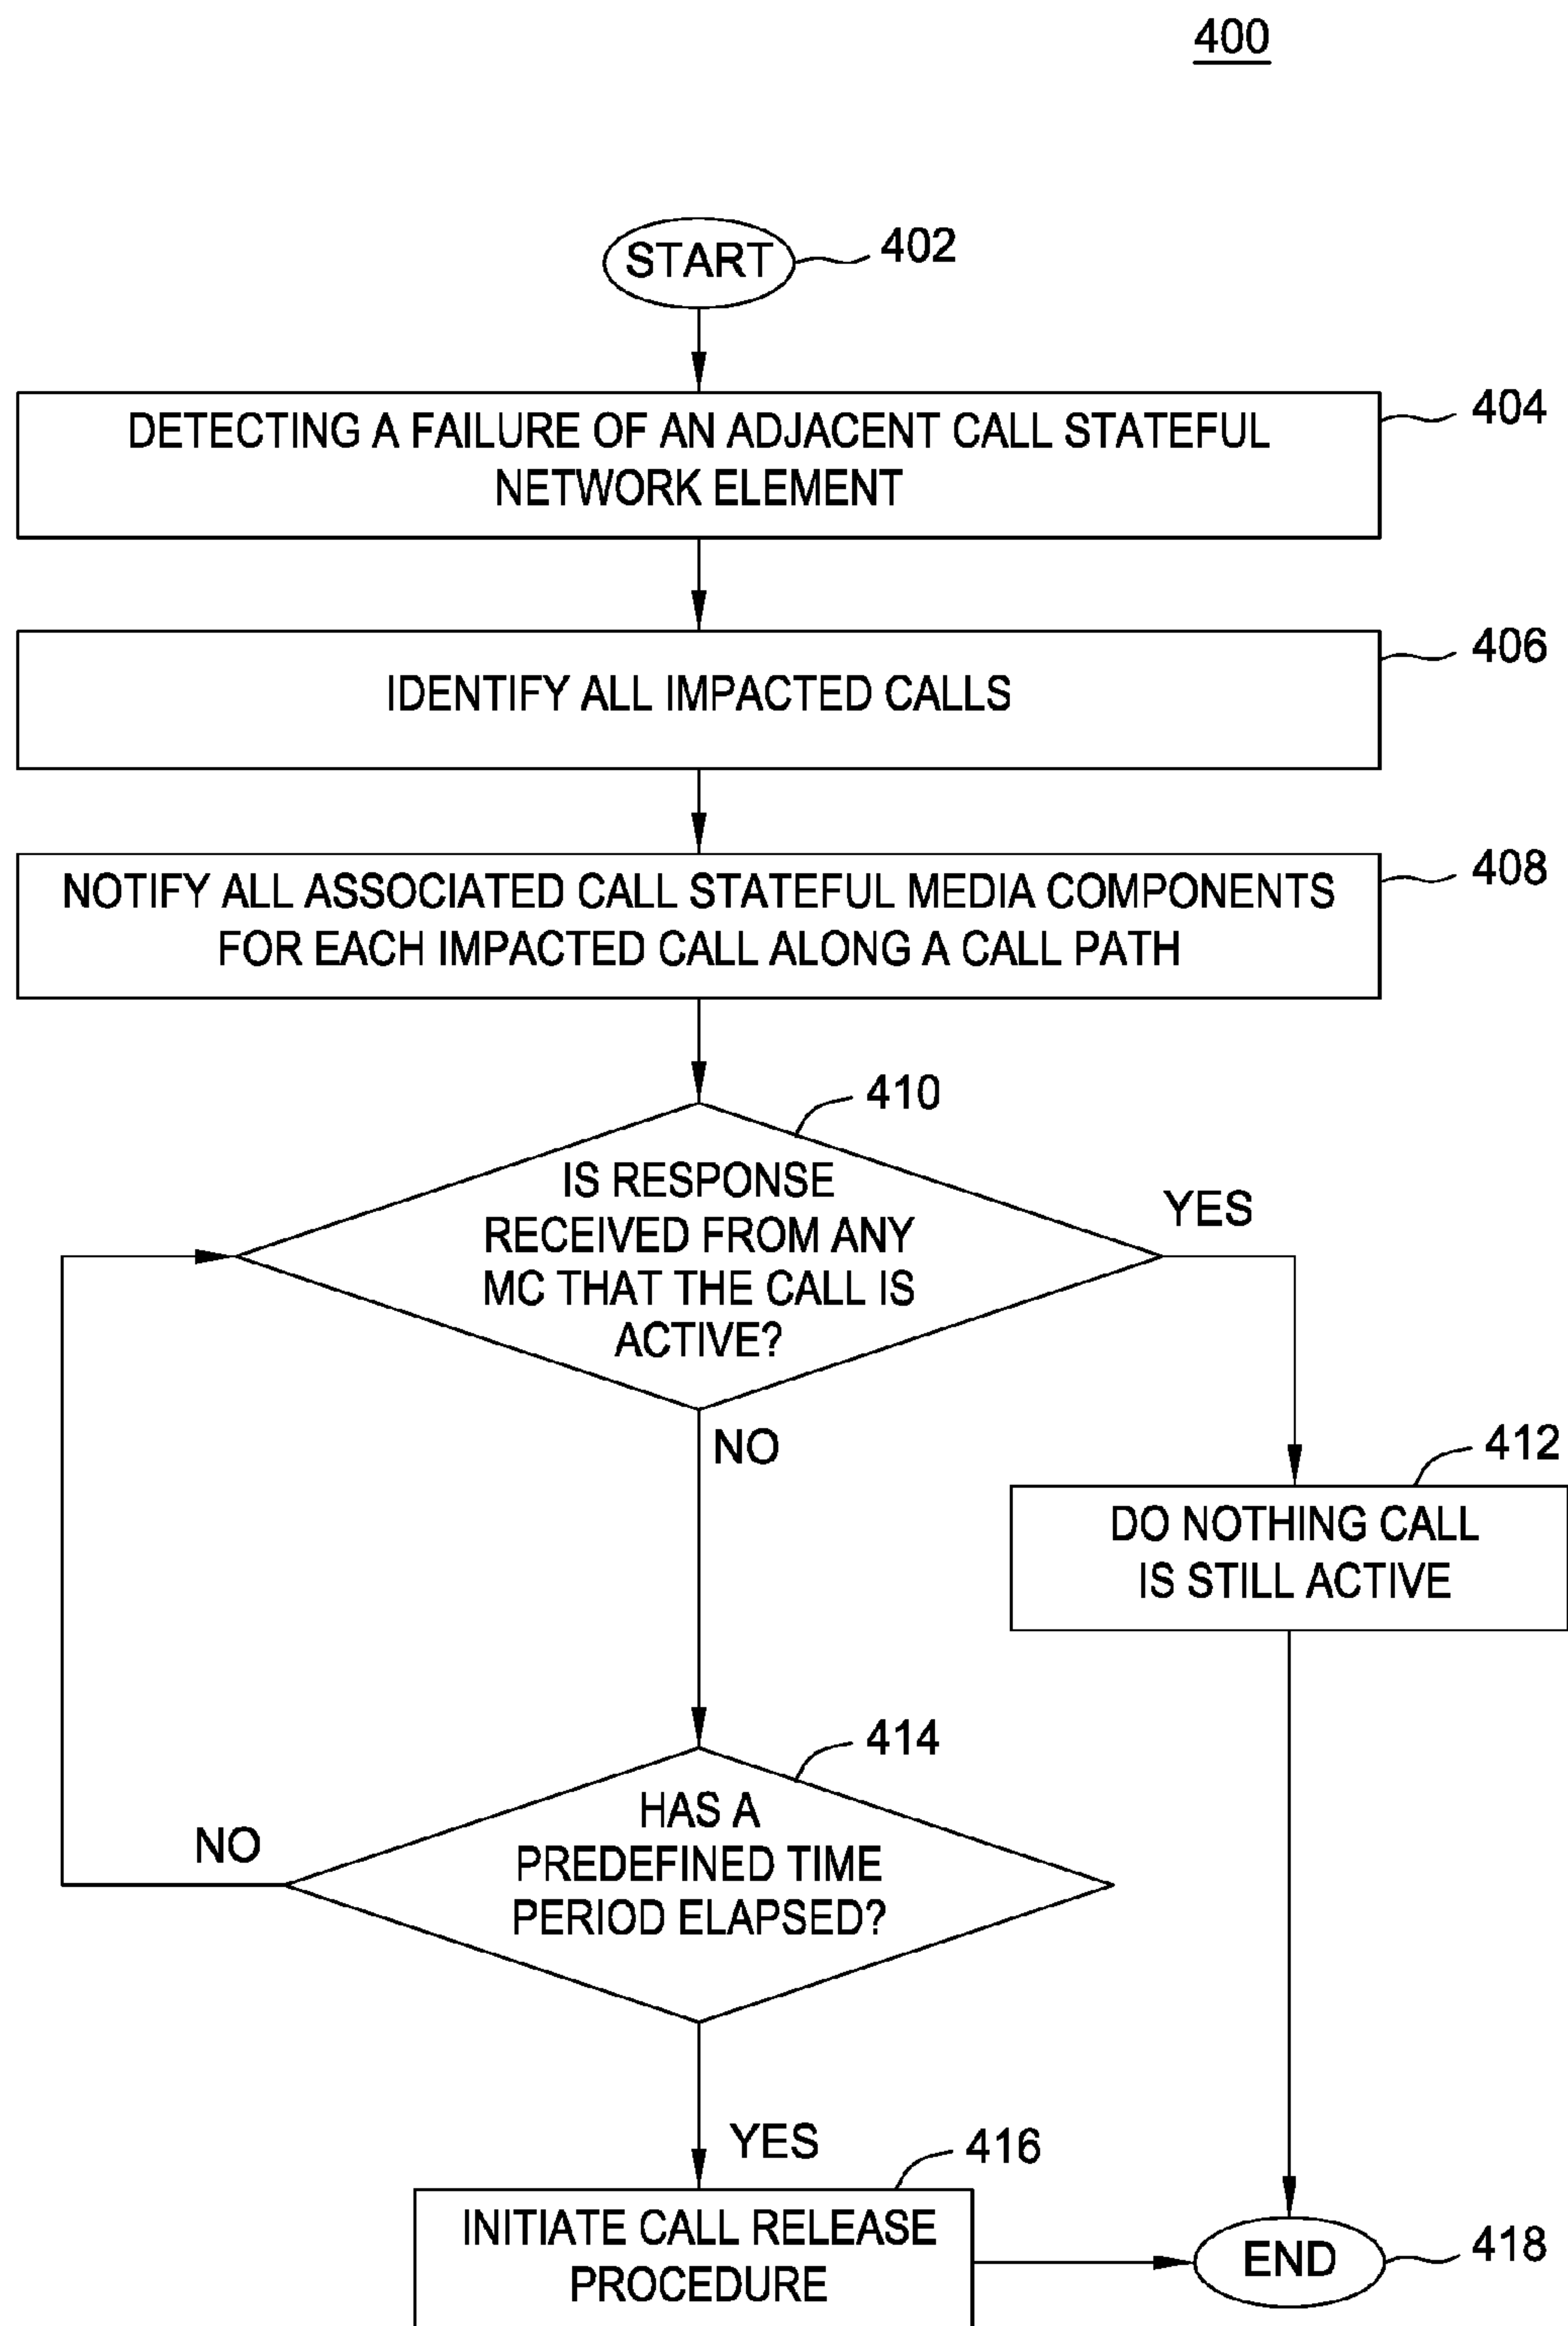 400
START
402
DETECTING A FAILURE OF AN ADJACENT CALL STATEFUL
NETWORK ELEMENT
404
IDENTIFY ALL IMPACTED CALLS
406
NOTIFY ALL ASSOCIATED CALL STATEFUL MEDIA COMPONENTS
FOR EACH IMPACTED CALL ALONG A CALL PATH
408
410
IS RESPONSE
RECEIVED FROM ANY
MC THAT THE CALL IS
ACTIVE?
YES
NO
412
DO NOTHING CALL
IS STILL ACTIVE
414
HAS A
PREDEFINED TIME
PERIOD ELAPSED?
NO
YES
416
INITIATE CALL RELEASE
PROCEDURE
END
418